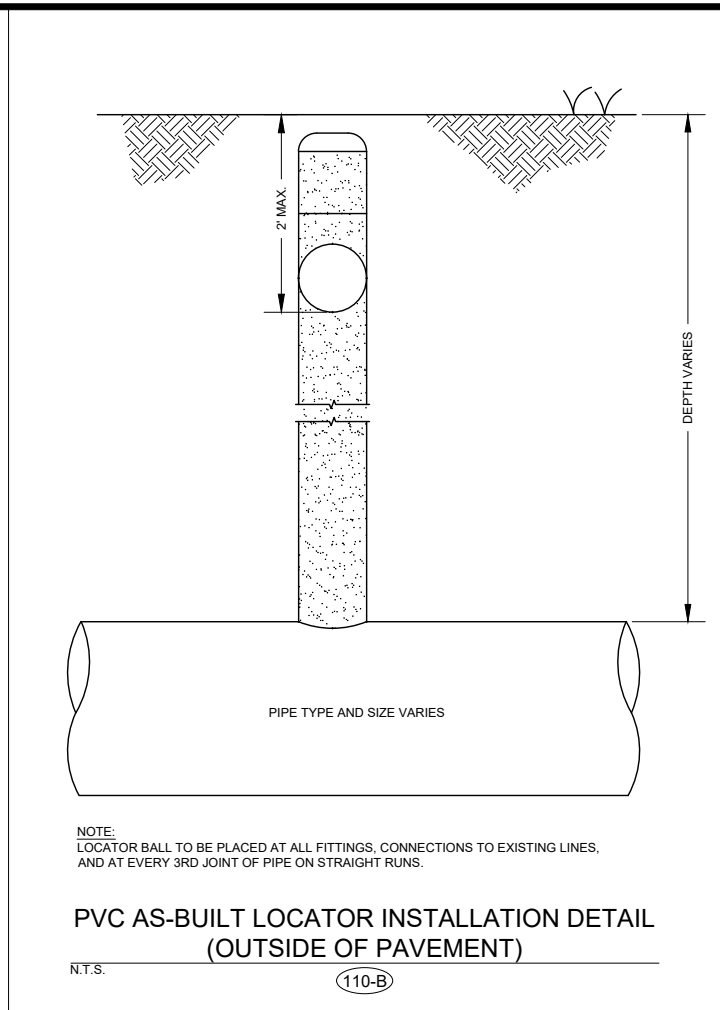 2' MAX.
DEPTH VARIES
PIPE TYPE AND SIZE VARIES
NOTE:
LOCATOR BALL TO BE PLACED AT ALL FITTINGS, CONNECTIONS TO EXISTING LINES,
AND AT EVERY 3RD JOINT OF PIPE ON STRAIGHT RUNS.
PVC AS-BUILT LOCATOR INSTALLATION DETAIL
(OUTSIDE OF PAVEMENT)
N.T.S.
110-B